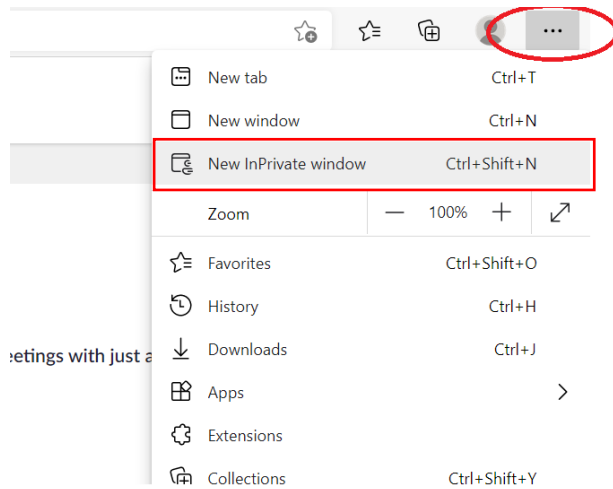 New tab Ctrl+T
New window Ctrl+N
New InPrivate window Ctrl+Shift+N
Zoom 100%
Favorites Ctrl+Shift+O
History Ctrl+H
eetings with just a
Downloads Ctrl+J
Apps
Extensions
Collections Ctrl+Shift+Y